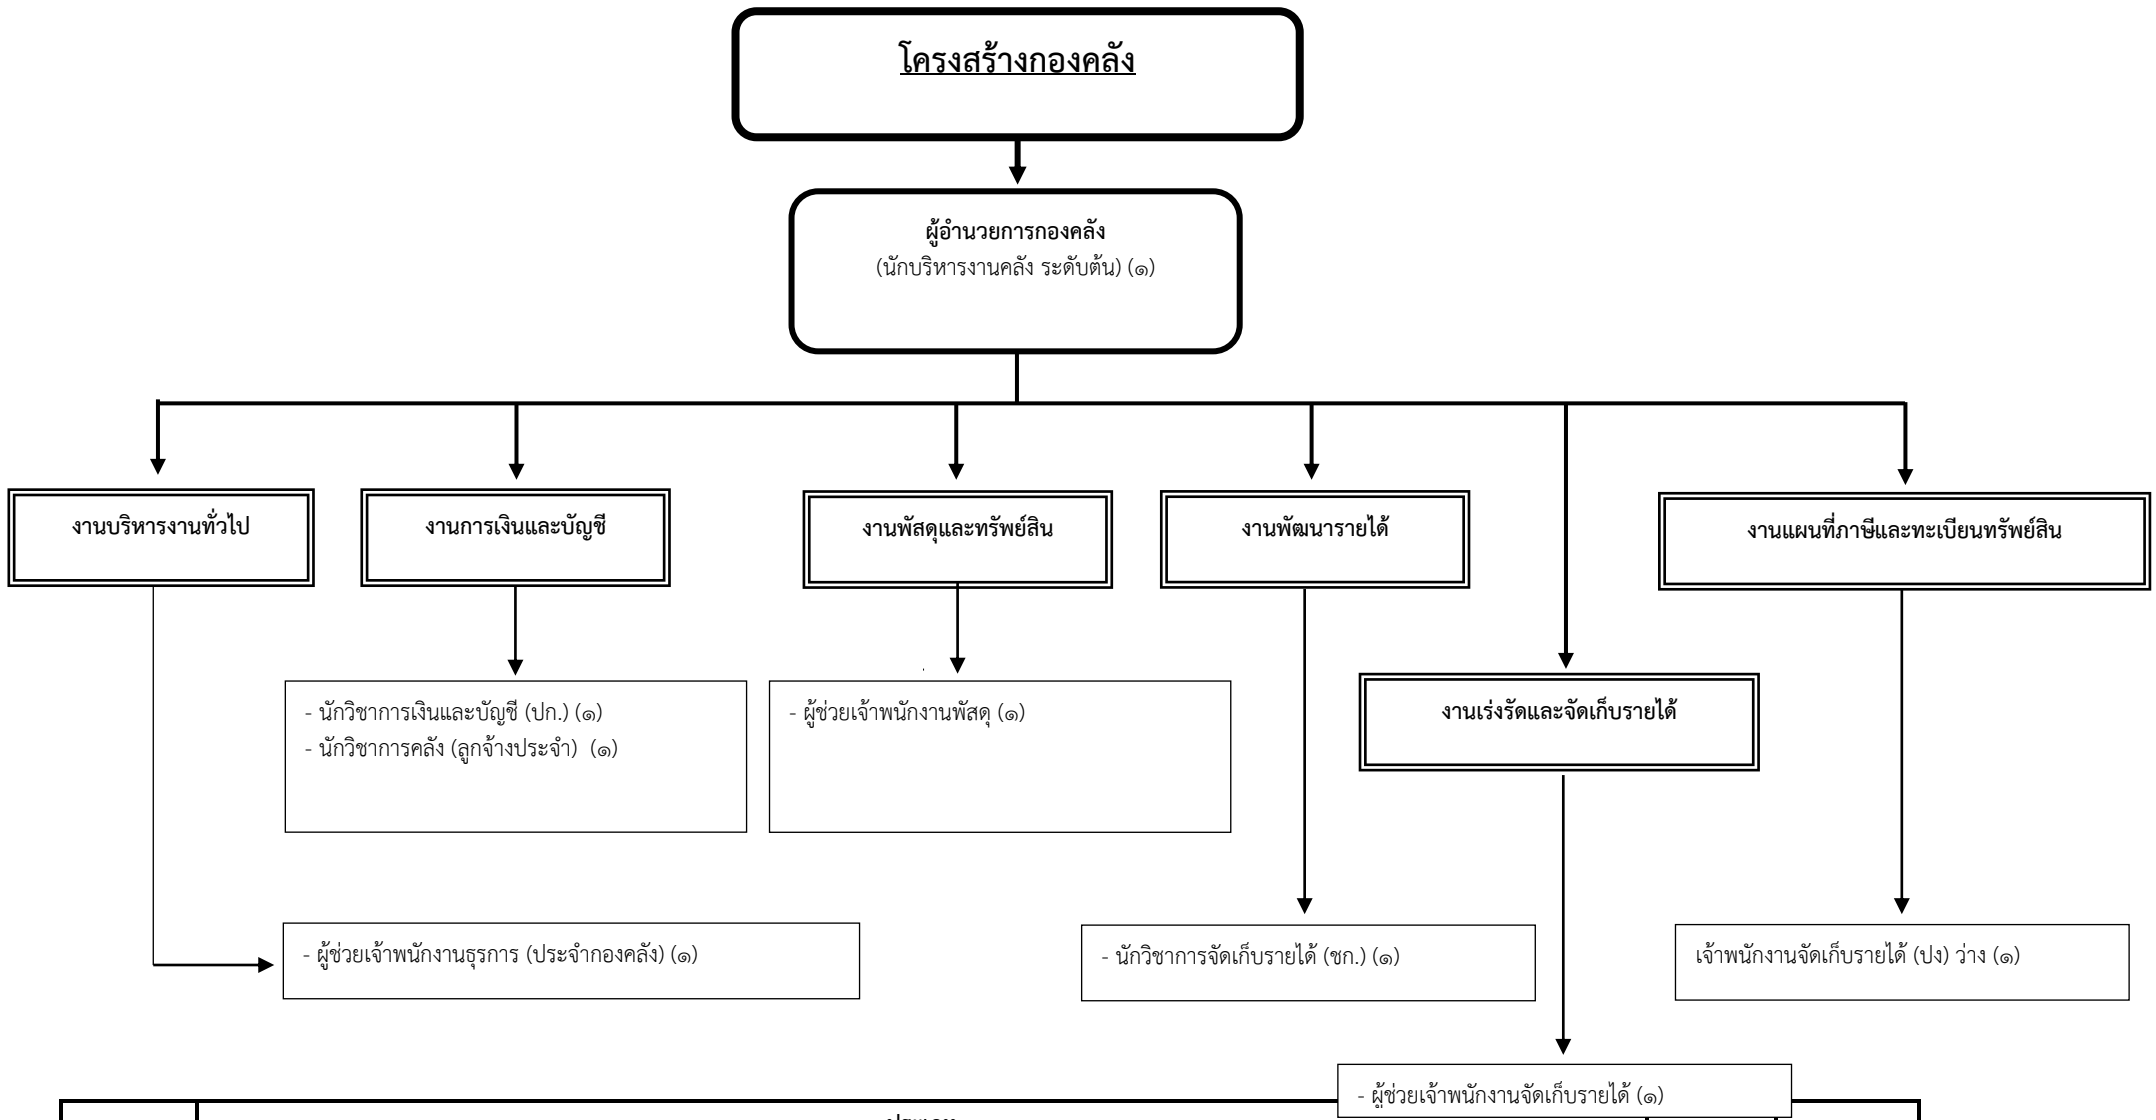 โครงสร้างกองคลัง
ผู้อำนวยการกองคลัง
(นักบริหารงานคลัง ระดับต้น) (๑)
งานบริหารงานทั่วไป
งานการเงินและบัญชี
งานพัสดุและทรัพย์สิน
งานพัฒนารายได้
งานแผนที่ภาษีและทะเบียนทรัพย์สิน
- นักวิชาการเงินและบัญชี (ปก.) (๑)
- นักวิชาการคลัง (ลูกจ้างประจำ) (๑)
- ผู้ช่วยเจ้าพนักงานพัสดุ (๑)
งานเร่งรัดและจัดเก็บรายได้
- ผู้ช่วยเจ้าพนักงานธุรการ (ประจำกองคลัง) (๑)
- นักวิชาการจัดเก็บรายได้ (ชก.) (๑)
เจ้าพนักงานจัดเก็บรายได้ (ปง) ว่าง (๑)
- ผู้ช่วยเจ้าพนักงานจัดเก็บรายได้ (๑)